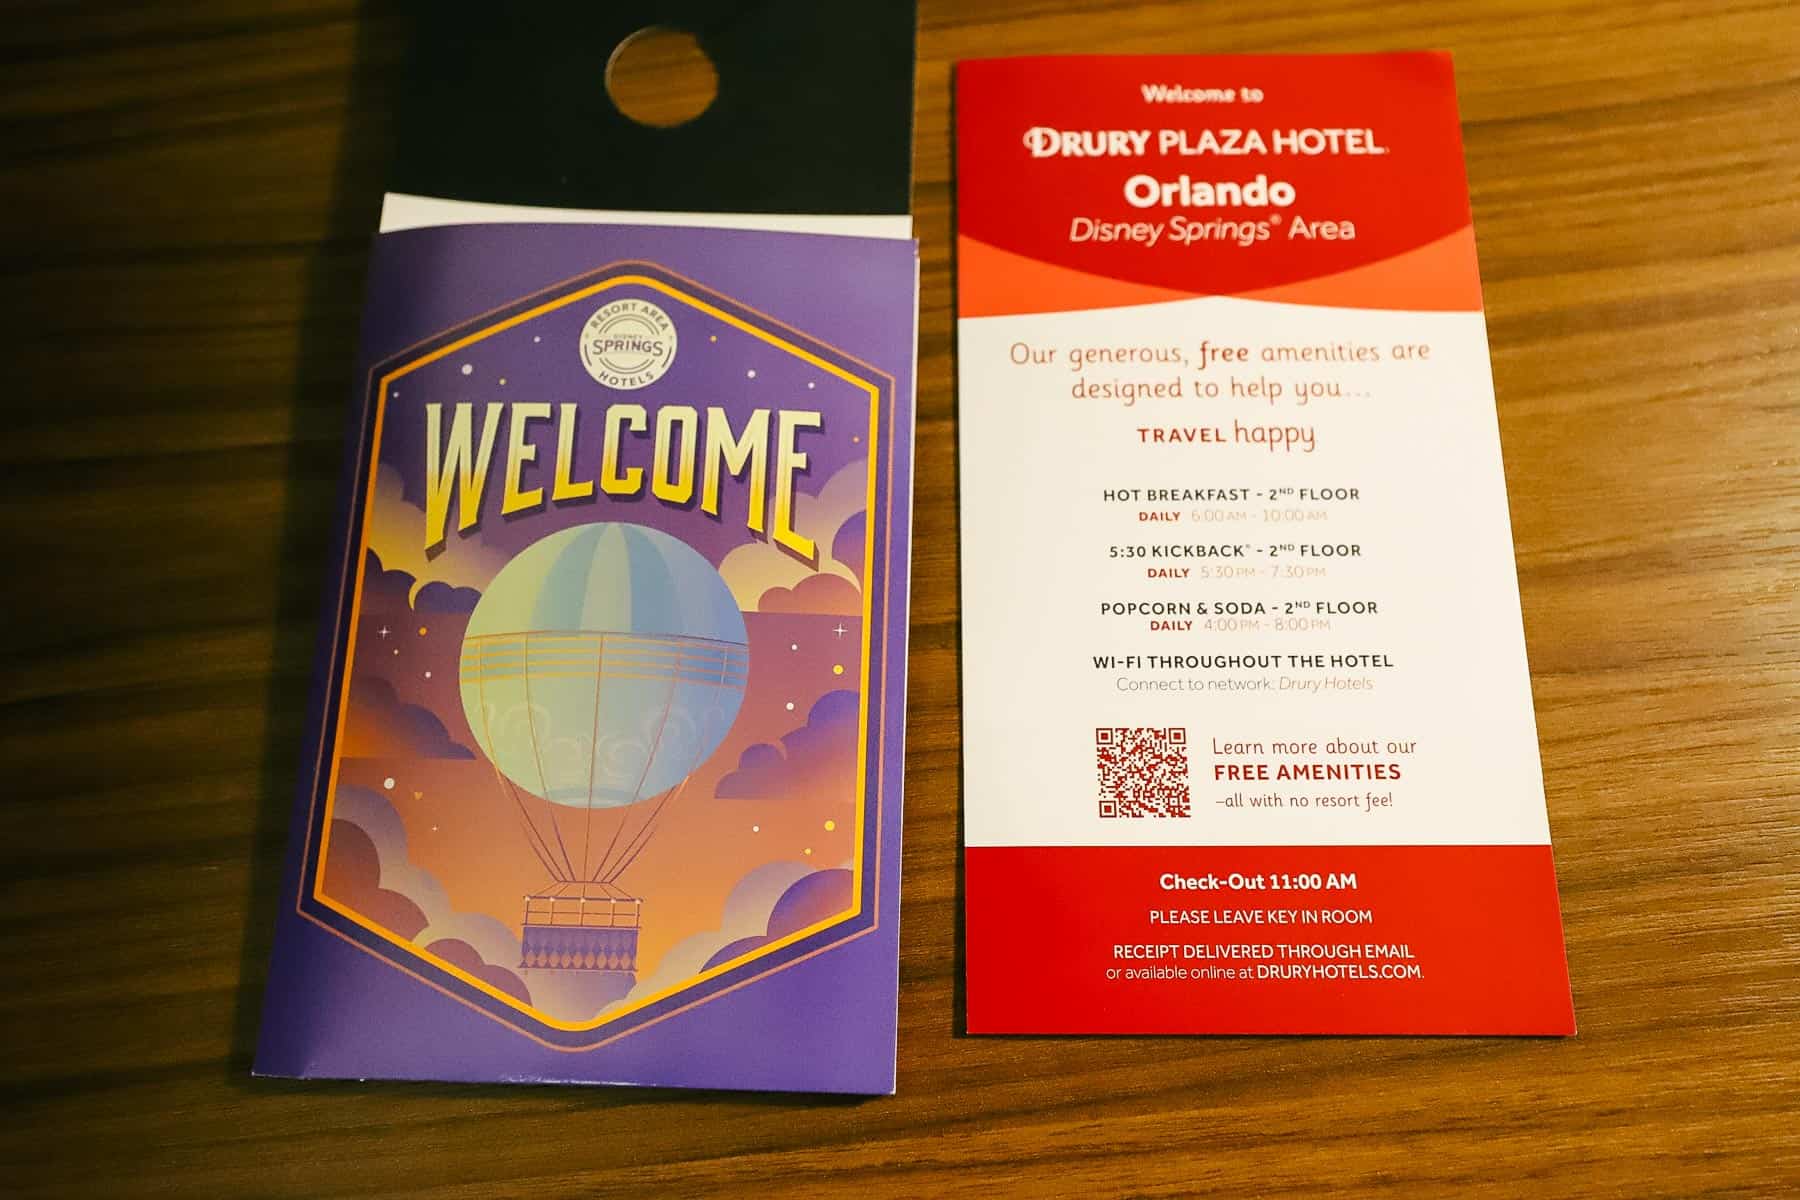 RESORT AREA
DISNEY
SPRINGS
HOTELS
WELCOME
Welcome to
DRURY PLAZA HOTEL
Orlando
Disney Springs® Area
Our generous, free amenities are
designed to help you...
TRAVEL happy
HOT BREAKFAST - 2ND FLOOR
DAILY 6:00 AM - 10:00 AM
5:30 KICKBACK® - 2ND FLOOR
DAILY 5:30 PM - 7:30 PM
POPCORN & SODA - 2ND FLOOR
DAILY 4:00 PM - 8:00 PM
WI-FI THROUGHOUT THE HOTEL
Connect to network: Drury Hotels
Learn more about our
FREE AMENITIES
–all with no resort fee!
Check-Out 11:00 AM
PLEASE LEAVE KEY IN ROOM
RECEIPT DELIVERED THROUGH EMAIL
or available online at DRURYHOTELS.COM.